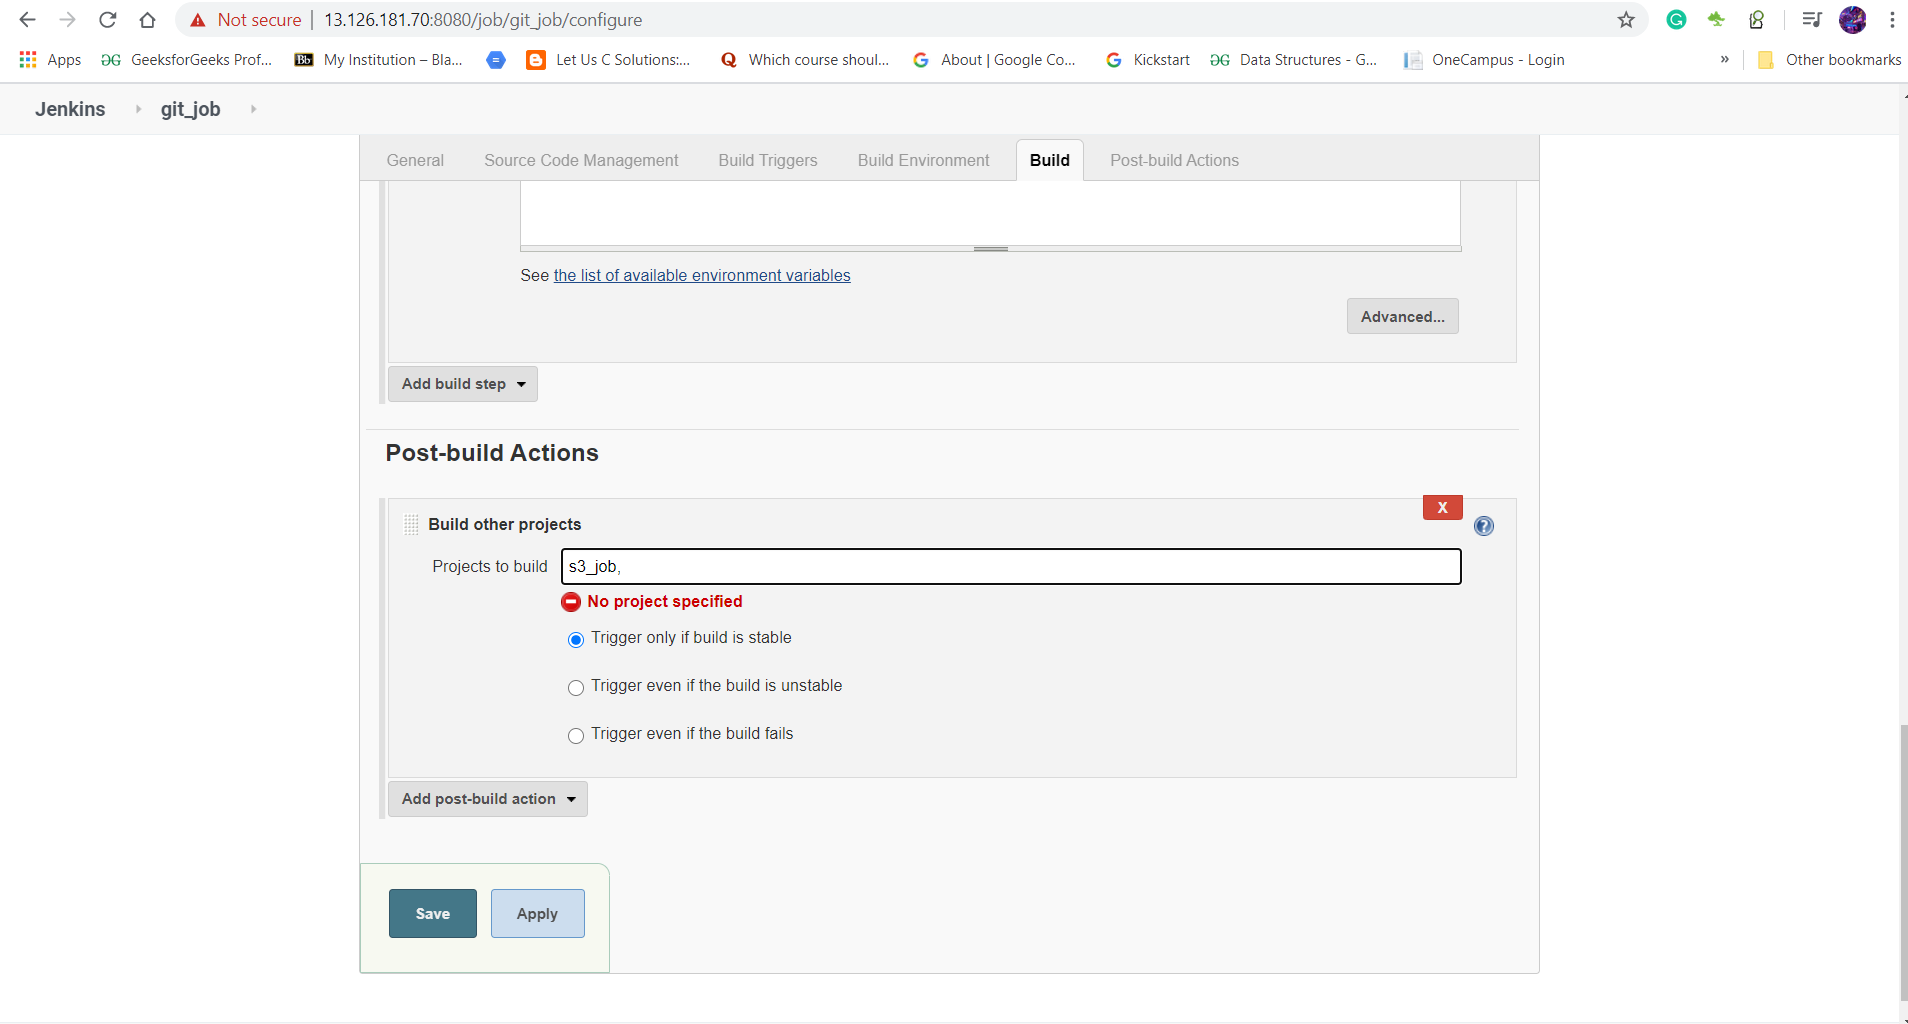 Not secure | 13.126.181.70:8080/job/git_job/configure
Apps GeeksforGeeks Prof... Bb My Institution – Bla... Let Us C Solutions:... Which course shoul... About | Google Co... Kickstart Data Structures - G... OneCampus - Login » Other bookmarks
Jenkins git_job
General Source Code Management Build Triggers Build Environment Build Post-build Actions
See the list of available environment variables
Advanced...
Add build step
Post-build Actions
X
Build other projects ?
Projects to build s3_job,
No project specified
Trigger only if build is stable
Trigger even if the build is unstable
Trigger even if the build fails
Add post-build action
Save Apply